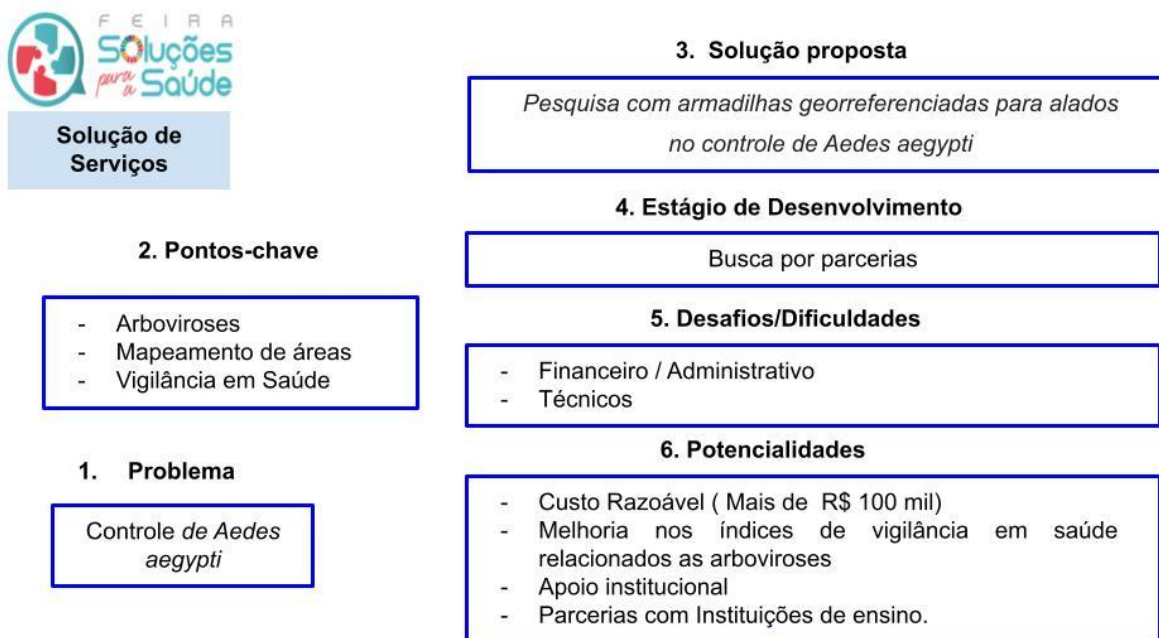 FEIRA
SOluções
para a
Saúde
Solução de
Serviços
2. Pontos-chave
- Arboviroses
- Mapeamento de áreas
- Vigilância em Saúde
1. Problema
Controle de Aedes
aegypti
3. Solução proposta
Pesquisa com armadilhas georreferenciadas para alados
no controle de Aedes aegypti
4. Estágio de Desenvolvimento
Busca por parcerias
5. Desafios/Dificuldades
- Financeiro / Administrativo
- Técnicos
6. Potencialidades
- Custo Razoável ( Mais de R$ 100 mil)
- Melhoria nos índices de vigilância em saúde
relacionados as arboviroses
- Apoio institucional
- Parcerias com Instituições de ensino.